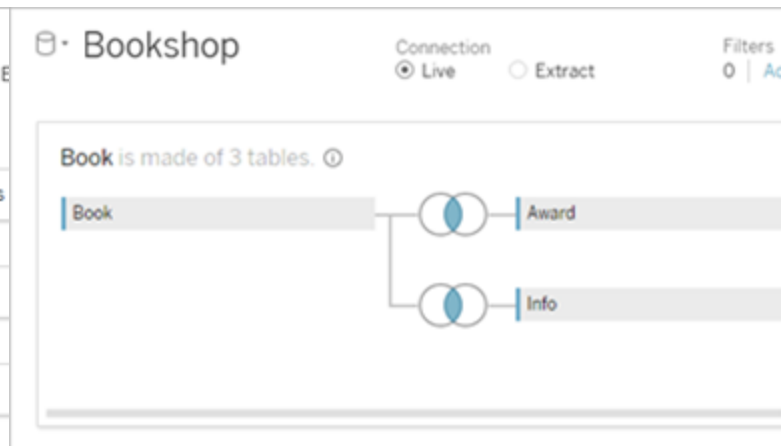 Bookshop
Connection
Live
Extract
Filters
0
Book is made of 3 tables.
Book
Award
Info